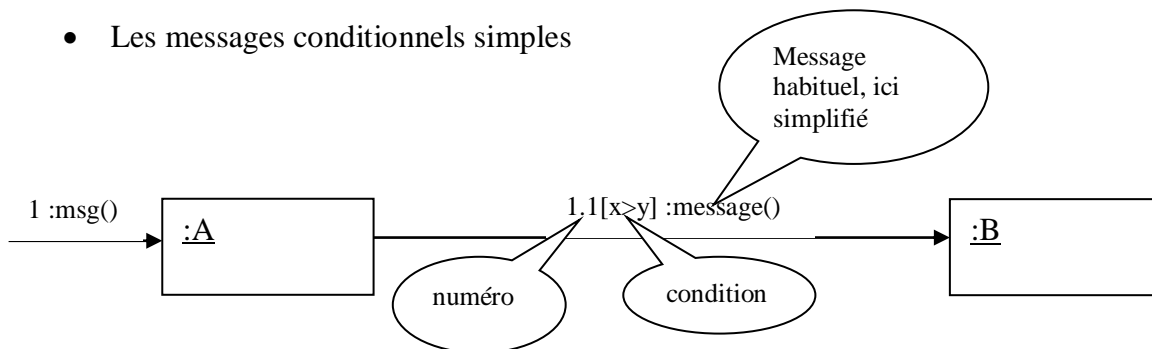 • Les messages conditionnels simples
Message
habituel, ici
simplifié
1 :msg()
:A
1.1[x>y] :message()
:B
numéro
condition